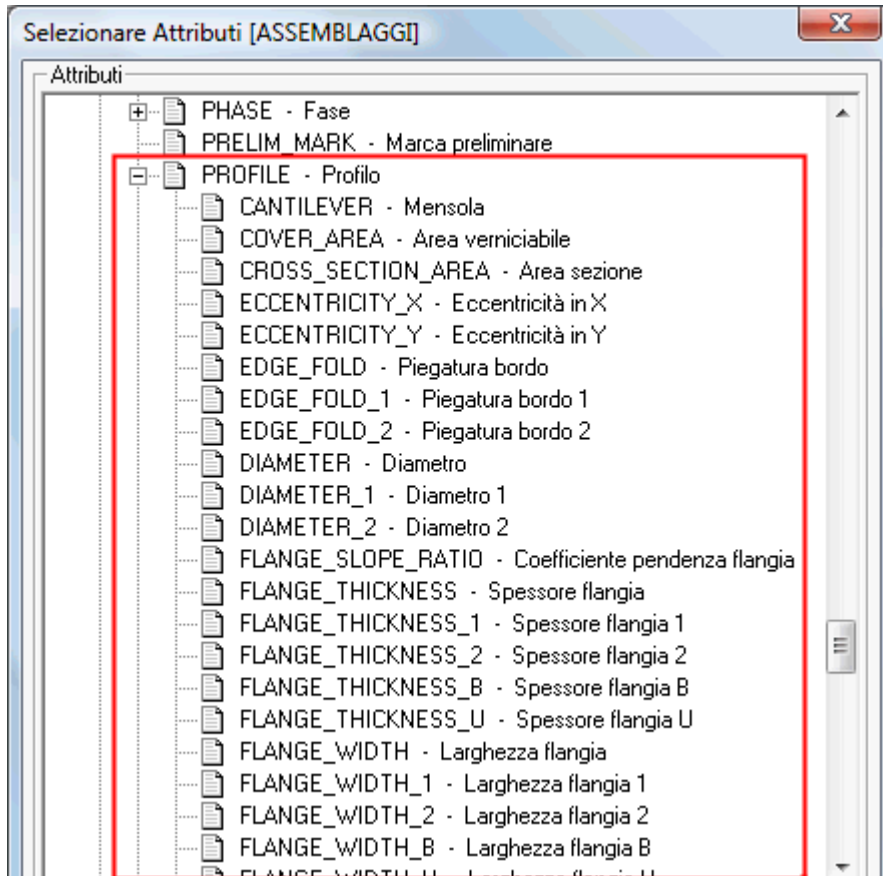 Selezionare Attributi [ASSEMBLAGGI]
Attributi
PHASE - Fase
PRELIM_MARK - Marca preliminare
PROFILE - Profilo
CANTILEVER - Mensola
COVER_AREA - Area verniciabile
CROSS_SECTION_AREA - Area sezione
ECCENTRICITY_X - Eccentricità in X
ECCENTRICITY_Y - Eccentricità in Y
EDGE_FOLD - Piegatura bordo
EDGE_FOLD_1 - Piegatura bordo 1
EDGE_FOLD_2 - Piegatura bordo 2
DIAMETER - Diametro
DIAMETER_1 - Diametro 1
DIAMETER_2 - Diametro 2
FLANGE_SLOPE_RATIO - Coefficiente pendenza flangia
FLANGE_THICKNESS - Spessore flangia
FLANGE_THICKNESS_1 - Spessore flangia 1
FLANGE_THICKNESS_2 - Spessore flangia 2
FLANGE_THICKNESS_B - Spessore flangia B
FLANGE_THICKNESS_U - Spessore flangia U
FLANGE_WIDTH - Larghezza flangia
FLANGE_WIDTH_1 - Larghezza flangia 1
FLANGE_WIDTH_2 - Larghezza flangia 2
FLANGE_WIDTH_B - Larghezza flangia B